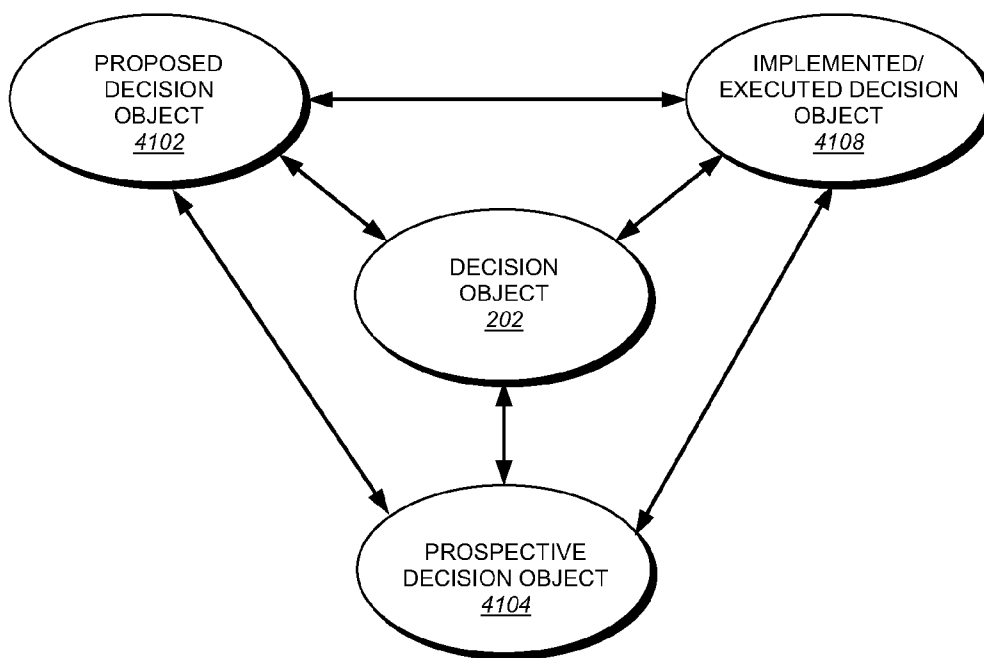 PROPOSED
DECISION
OBJECT
4102
IMPLEMENTED/
EXECUTED DECISION
OBJECT
4108
DECISION
OBJECT
202
PROSPECTIVE
DECISION OBJECT
4104